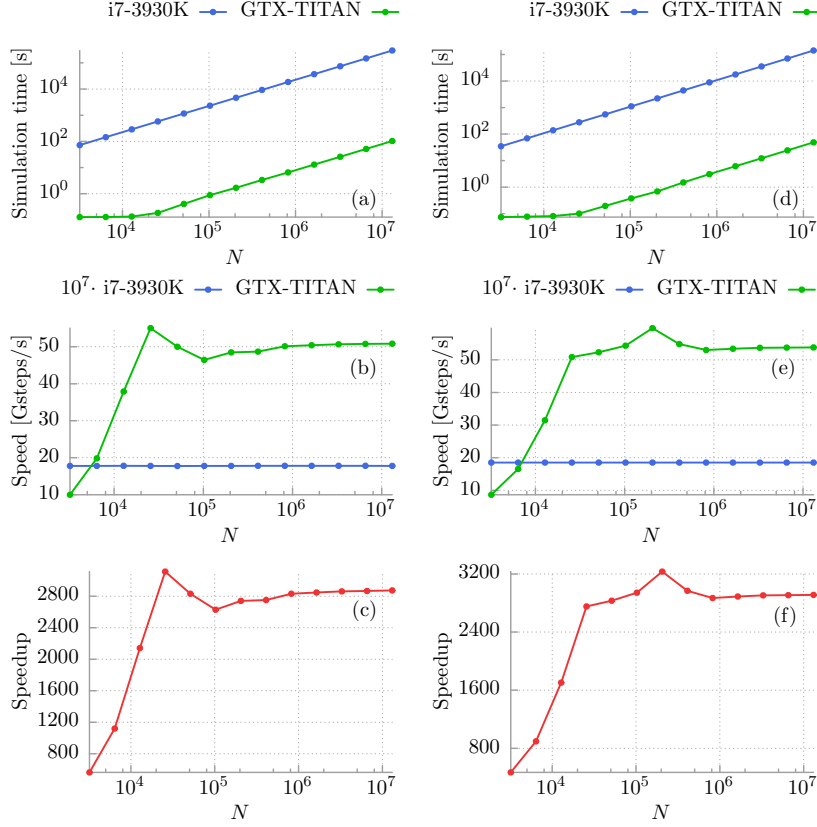 i7-3930K GTX-TITAN
Simulation time [s]
10^4
10^2
10^0
(a)
10^4 10^5 10^6 10^7
N
i7-3930K GTX-TITAN
Simulation time [s]
10^4
10^2
10^0
(d)
10^4 10^5 10^6 10^7
N
10^7· i7-3930K GTX-TITAN
Speed [Gsteps/s]
50
40
30
20
10
(b)
10^4 10^5 10^6 10^7
N
10^7· i7-3930K GTX-TITAN
Speed [Gsteps/s]
50
40
30
20
10
(e)
10^4 10^5 10^6 10^7
N
Speedup
2800
2400
2000
1600
1200
800
(c)
10^4 10^5 10^6 10^7
N
Speedup
3200
2400
1600
800
(f)
10^4 10^5 10^6 10^7
N